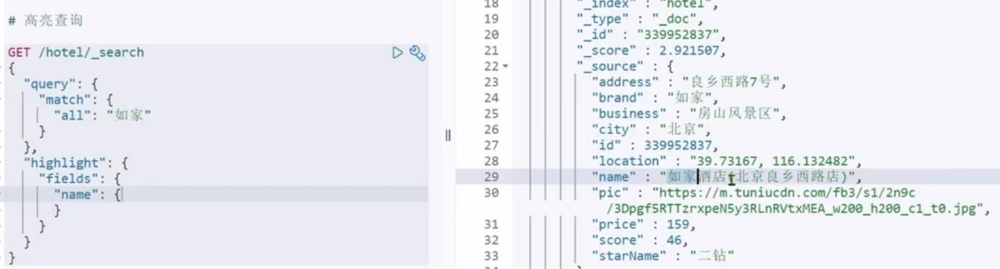 # 高亮查询
GET /hotel/_search
{
"query": {
"match": {
"all": "如家"
}
},
"highlight": {
"fields": {
"name": {
}
}
}
}
18 "_index" : "hotel",
19 "_type" : "_doc",
20 "_id" : "339952837",
21 "_score" : 2.921507,
22 "_source" : {
23 "address" : "良乡西路7号",
24 "brand" : "如家",
25 "business" : "房山风景区",
26 "city" : "北京",
27 "id" : 339952837,
28 "location" : "39.73167, 116.132482",
29 "name" : "如家酒店(北京良乡西路店)",
30 "pic" : "https://m.tuniucdn.com/fb3/s1/2n9c
/3Dpgf5RTTzrxpeN5y3RLnRVtxMEA_w200_h200_c1_t0.jpg",
31 "price" : 159,
32 "score" : 46,
33 "starName" : "二钻"